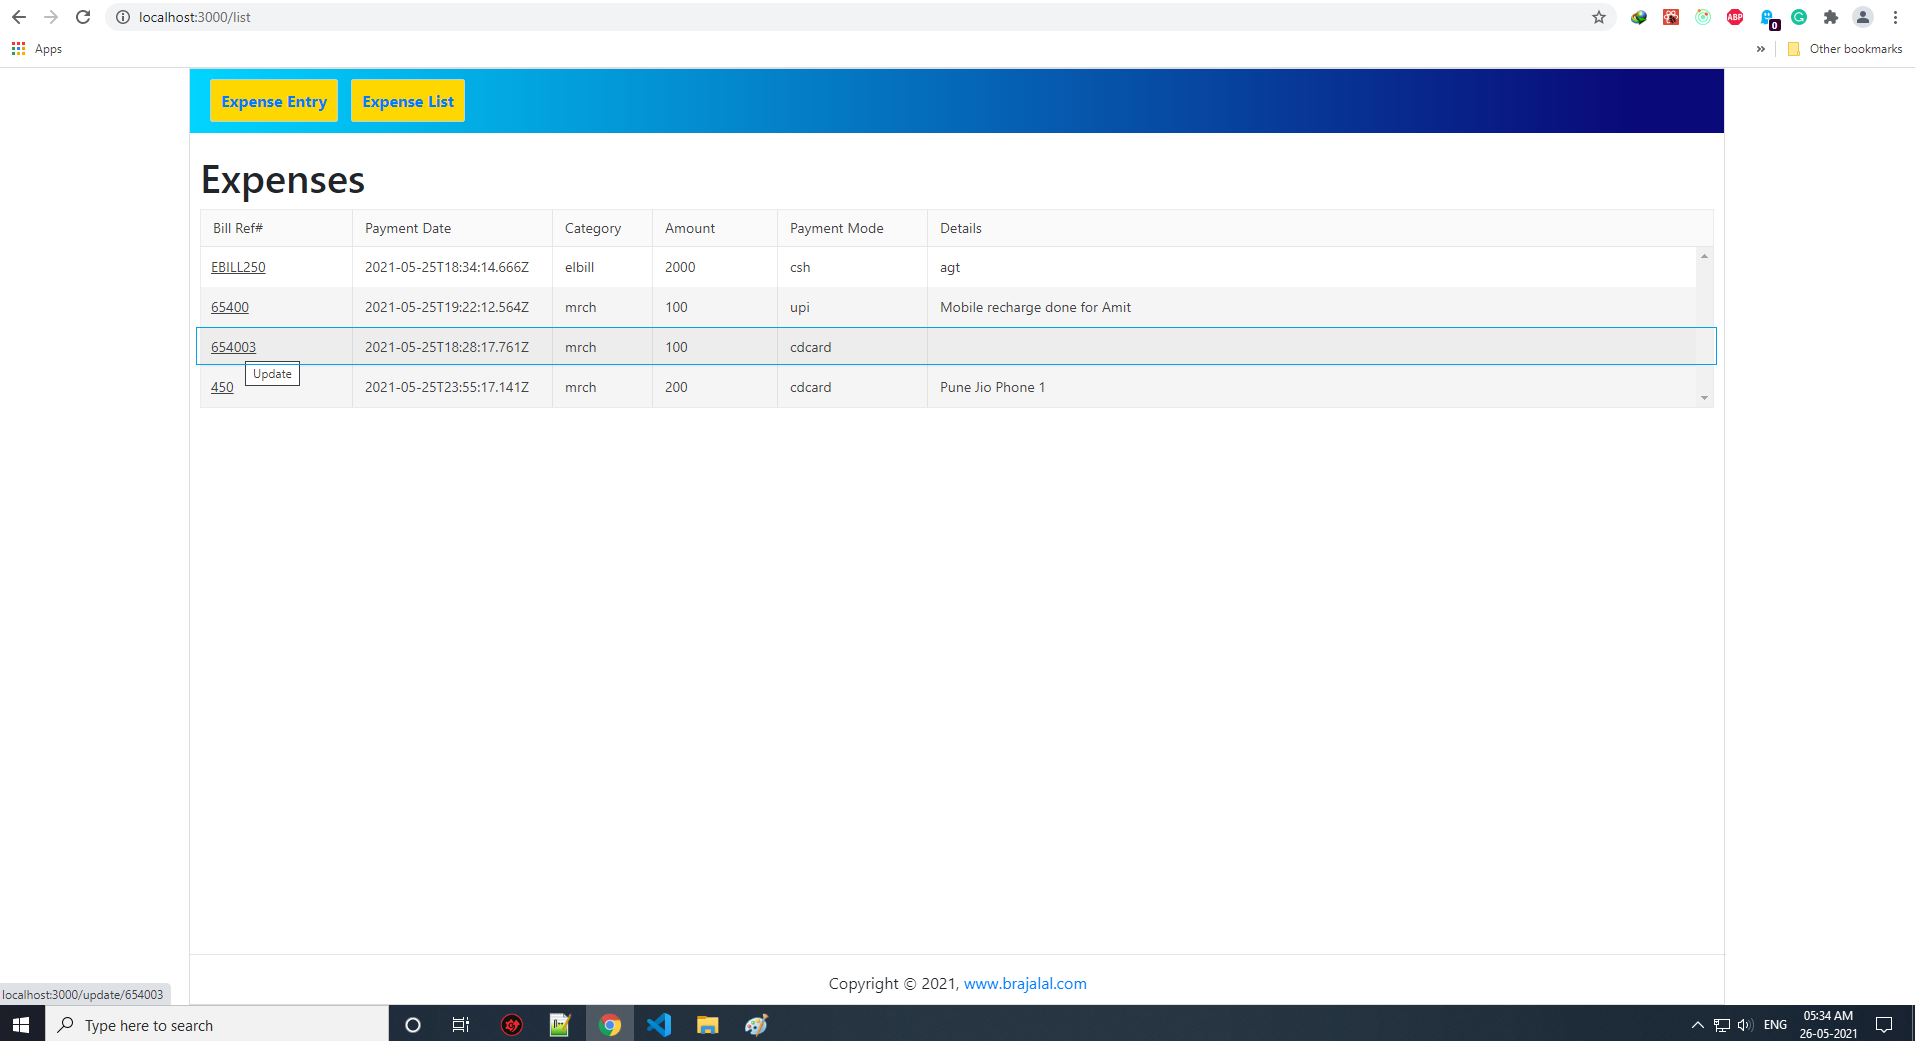 localhost:3000/list
ABP
0
Apps
»
Other bookmarks
Expense Entry Expense List
Expenses
Bill Ref# Payment Date Category Amount Payment Mode Details
EBILL250 2021-05-25T18:34:14.666Z elbill 2000 csh agt
65400 2021-05-25T19:22:12.564Z mrch 100 upi Mobile recharge done for Amit
654003 2021-05-25T18:28:17.761Z mrch 100 cdcard
Update
450 2021-05-25T23:55:17.141Z mrch 200 cdcard Pune Jio Phone 1
Copyright © 2021, www.brajalal.com
localhost:3000/update/654003
Type here to search
ENG
05:34 AM
26-05-2021